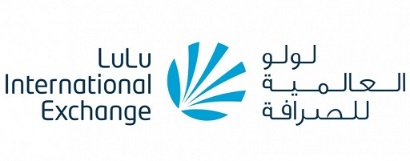 LuLu
International
Exchange
لولو
العالمية
للصرافة